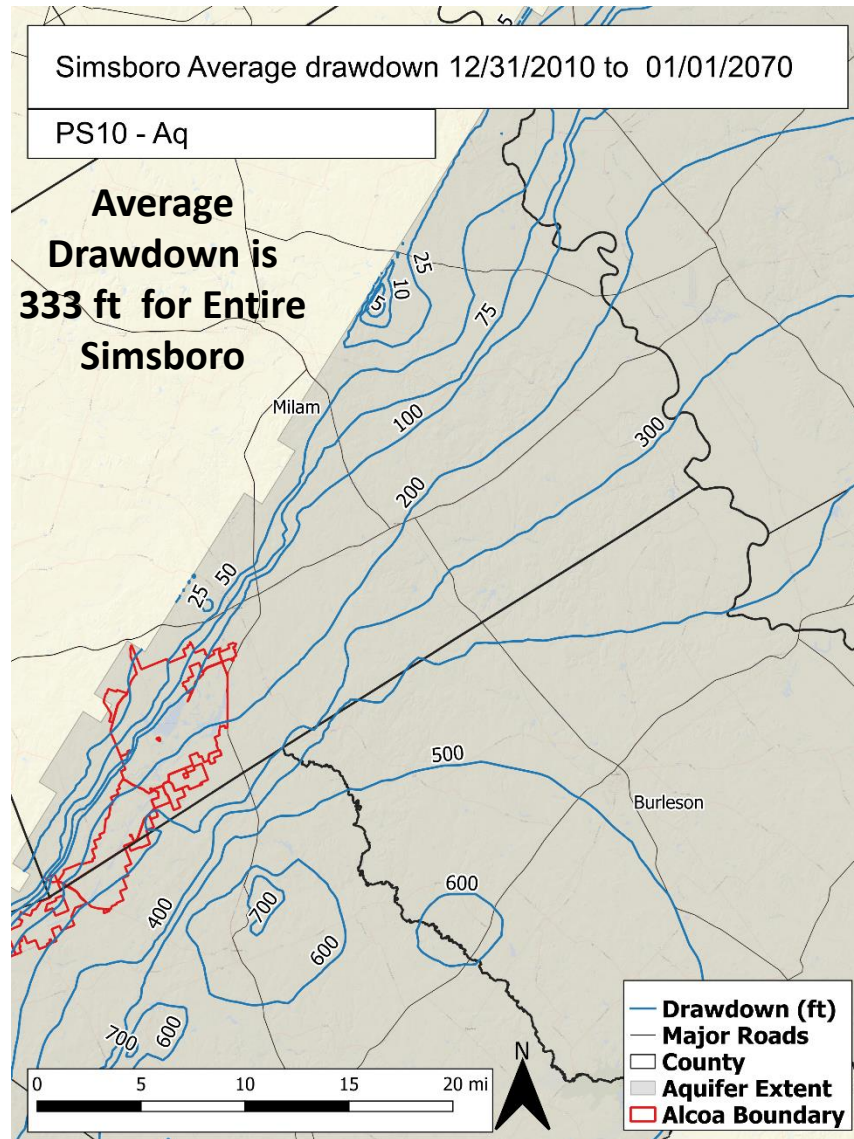 5
Simsboro Average drawdown 12/31/2010 to 01/01/2070
PS10 - Aq
Average
Drawdown is
333 ft for Entire
Simsboro
25
10
5
75
Milam
100
300
200
50
25
500
Burleson
600
700
400
600
700
600
Drawdown (ft)
Major Roads
County
Aquifer Extent
Alcoa Boundary
N
0 5 10 15 20 mi